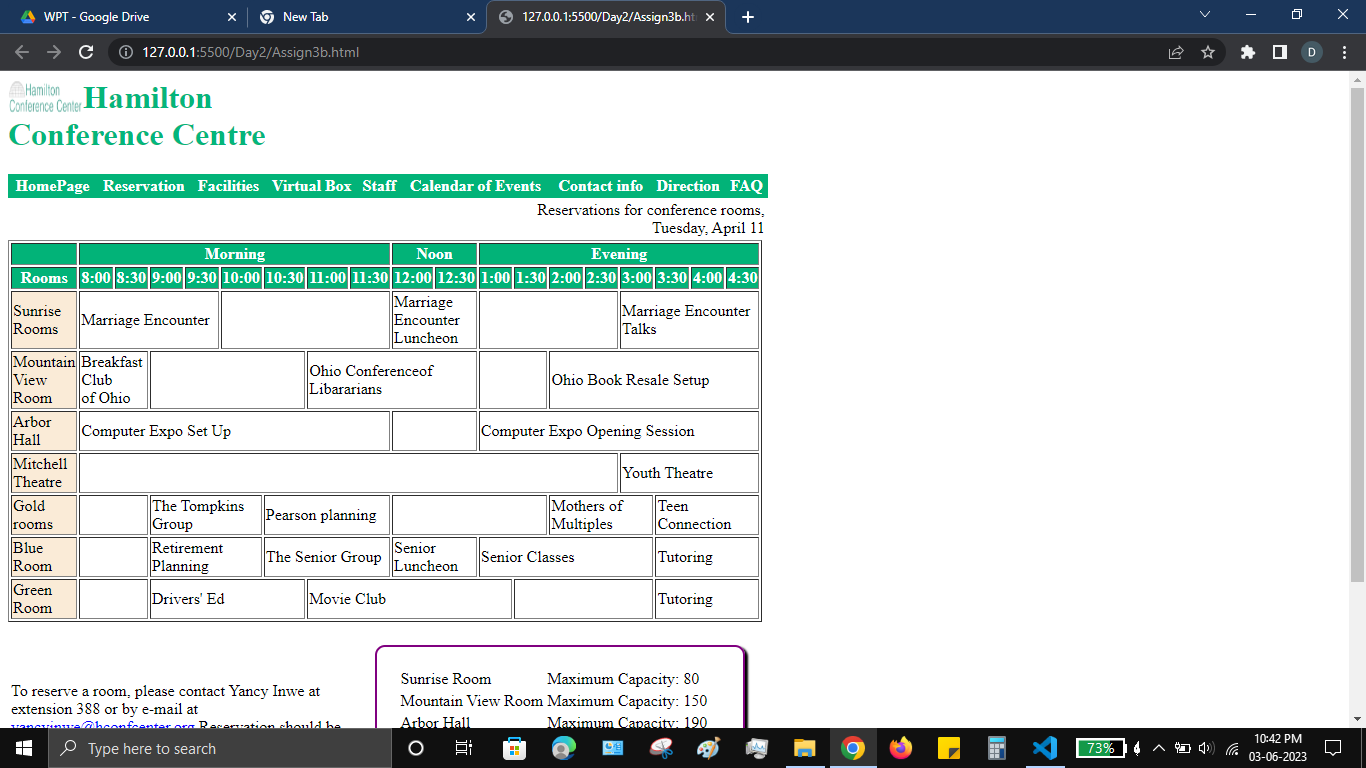 WPT - Google Drive
New Tab
127.0.0.1:5500/Day2/Assign3b.ht
127.0.0.1:5500/Day2/Assign3b.html
D
Hamilton
Conference Center
Hamilton
Conference Centre
HomePage Reservation Facilities Virtual Box Staff Calendar of Events Contact info Direction FAQ
Reservations for conference rooms,
Tuesday, April 11
Morning Noon Evening
Rooms 8:00 8:30 9:00 9:30 10:00 10:30 11:00 11:30 12:00 12:30 1:00 1:30 2:00 2:30 3:00 3:30 4:00 4:30
Sunrise
Rooms
Marriage Encounter
Marriage
Encounter
Luncheon
Marriage Encounter
Talks
Mountain
View
Room
Breakfast
Club
of Ohio
Ohio Conferenceof
Libararians
Ohio Book Resale Setup
Arbor
Hall
Computer Expo Set Up
Computer Expo Opening Session
Mitchell
Theatre
Youth Theatre
Gold
rooms
The Tompkins
Group
Pearson planning
Mothers of
Multiples
Teen
Connection
Blue
Room
Retirement
Planning
The Senior Group
Senior
Luncheon
Senior Classes
Tutoring
Green
Room
Drivers' Ed
Movie Club
Tutoring
To reserve a room, please contact Yancy Inwe at
extension 388 or by e-mail at
yancyinwe@hconfcenter.org Reservation should be
Sunrise Room Maximum Capacity: 80
Mountain View Room Maximum Capacity: 150
Arbor Hall Maximum Capacity: 190
Type here to search
73%
10:42 PM
03-06-2023